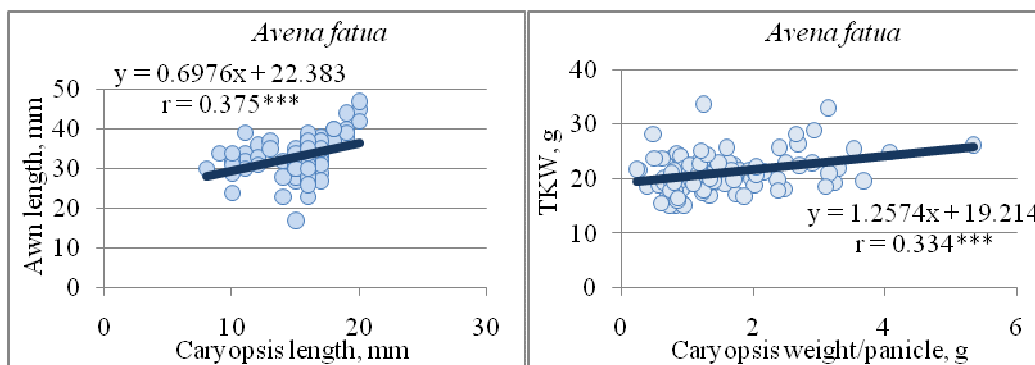 Avena fatua
y = 0.6976x + 22.383
r = 0.375***
50
40
30
20
10
0
Awn length, mm
0 10 20 30
Caryopsis length, mm
Avena fatua
40
30
20
10
0
TKW, g
y = 1.2574x + 19.214
r = 0.334***
0 2 4 6
Caryopsis weight/panicle, g